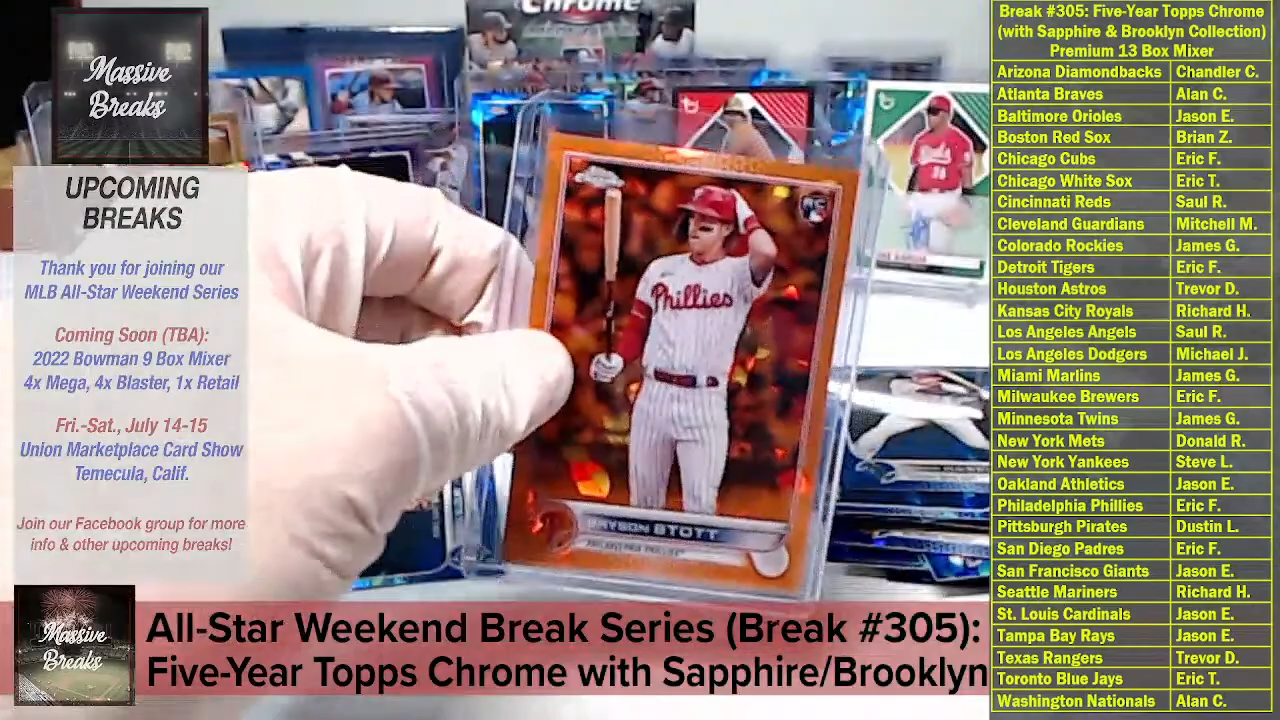 Chrome
Massive
Breaks
UPCOMING
BREAKS
Thank you for joining our
MLB All-Star Weekend Series
Coming Soon (TBA):
2022 Bowman 9 Box Mixer
4x Mega, 4x Blaster, 1x Retail
Fri.-Sat., July 14-15
Union Marketplace Card Show
Temecula, Calif.
Join our Facebook group for more
info & other upcoming breaks!
Phillies
RC
BRYSON STOTT
Massive
Breaks
All-Star Weekend Break Series (Break #305):
Five-Year Topps Chrome with Sapphire/Brooklyn
Break #305: Five-Year Topps Chrome
(with Sapphire & Brooklyn Collection)
Premium 13 Box Mixer
Arizona Diamondbacks Chandler C.
Atlanta Braves Alan C.
Baltimore Orioles Jason E.
Boston Red Sox Brian Z.
Chicago Cubs Eric F.
Chicago White Sox Eric T.
Cincinnati Reds Saul R.
Cleveland Guardians Mitchell M.
Colorado Rockies James G.
Detroit Tigers Eric F.
Houston Astros Trevor D.
Kansas City Royals Richard H.
Los Angeles Angels Saul R.
Los Angeles Dodgers Michael J.
Miami Marlins James G.
Milwaukee Brewers Eric F.
Minnesota Twins James G.
New York Mets Donald R.
New York Yankees Steve L.
Oakland Athletics Jason E.
Philadelphia Phillies Eric F.
Pittsburgh Pirates Dustin L.
San Diego Padres Eric F.
San Francisco Giants Jason E.
Seattle Mariners Richard H.
St. Louis Cardinals Jason E.
Tampa Bay Rays Jason E.
Texas Rangers Trevor D.
Toronto Blue Jays Eric T.
Washington Nationals Alan C.